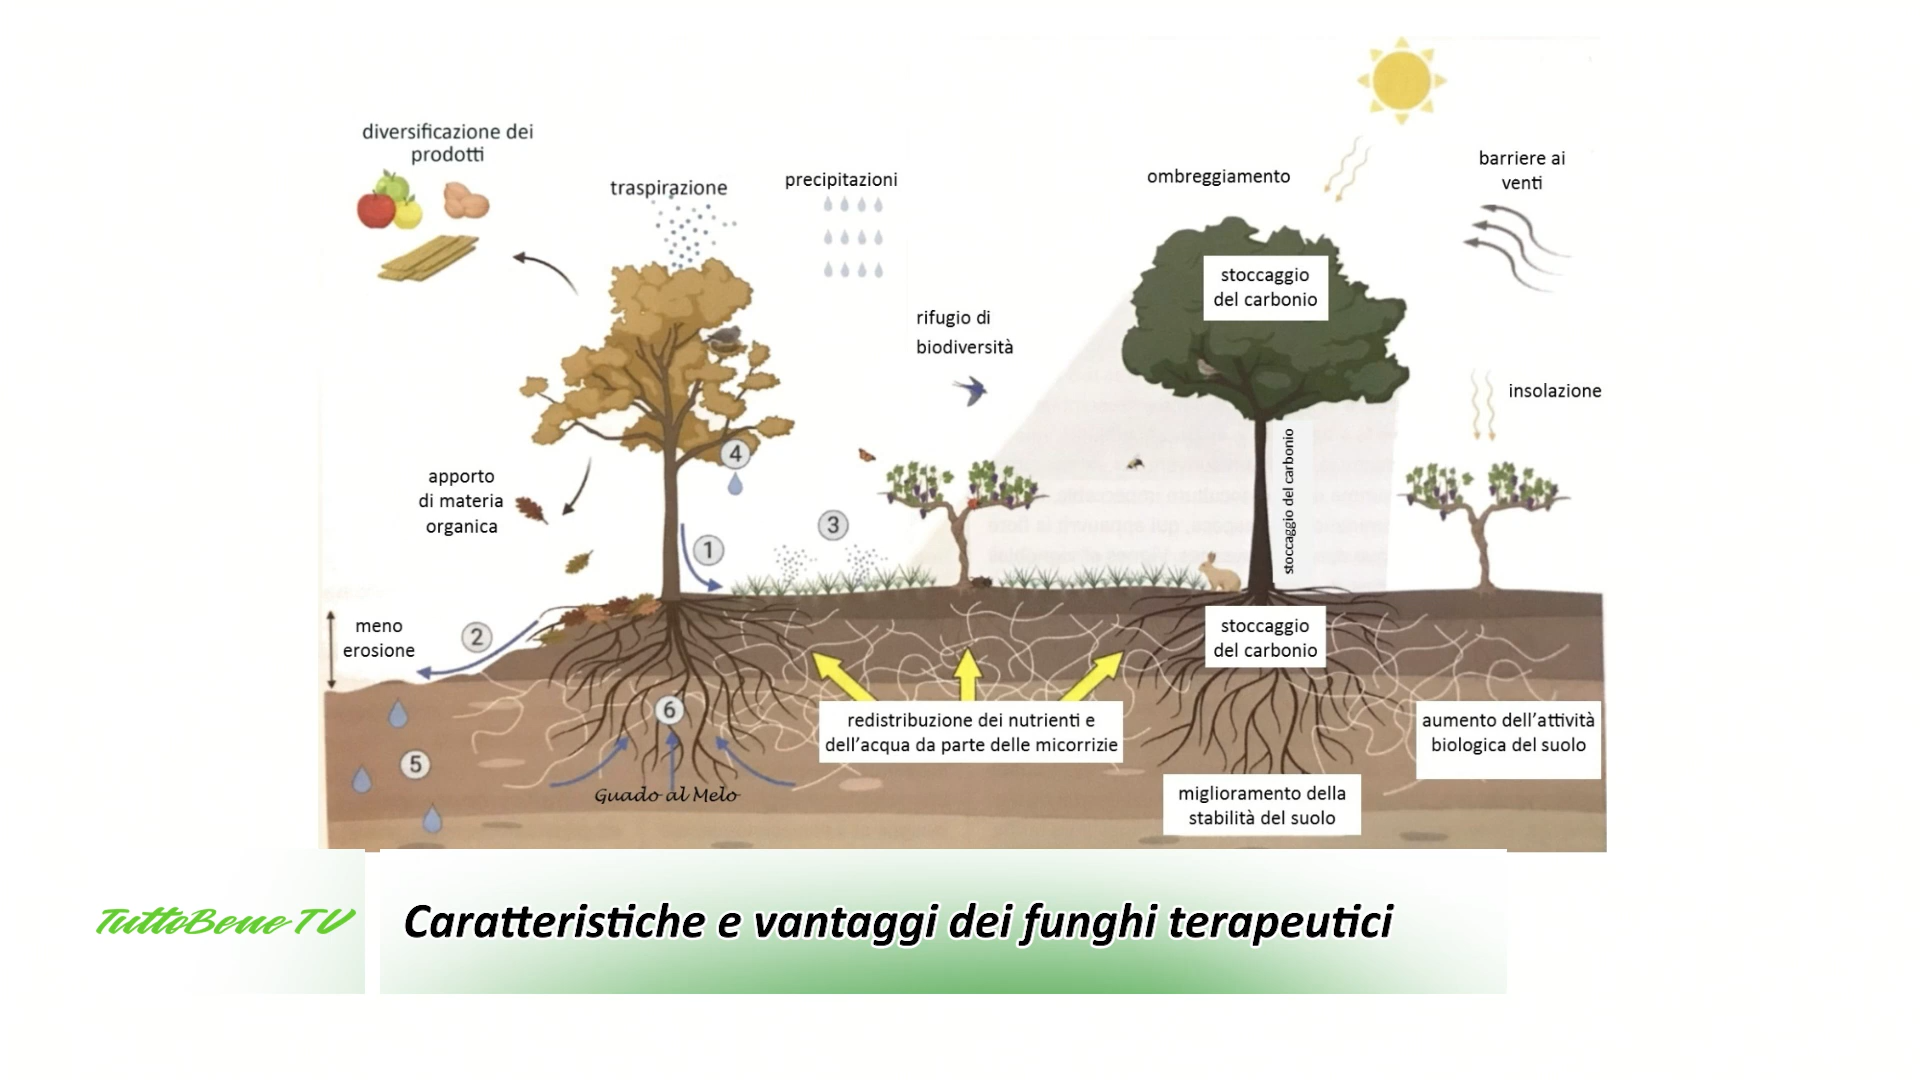 diversificazione dei
prodotti
traspirazione
precipitazioni
ombreggiamento
barriere ai
venti
stoccaggio
del carbonio
rifugio di
biodiversità
insolazione
4
apporto
di materia
organica
stoccaggio del carbonio
3
1
meno
erosione
2
stoccaggio
del carbonio
6
redistribuzione dei nutrienti e
dell'acqua da parte delle micorrizie
aumento dell'attività
biologica del suolo
5
Guado al Melo
miglioramento della
stabilità del suolo
TuttoBene TV
Caratteristiche e vantaggi dei funghi terapeutici